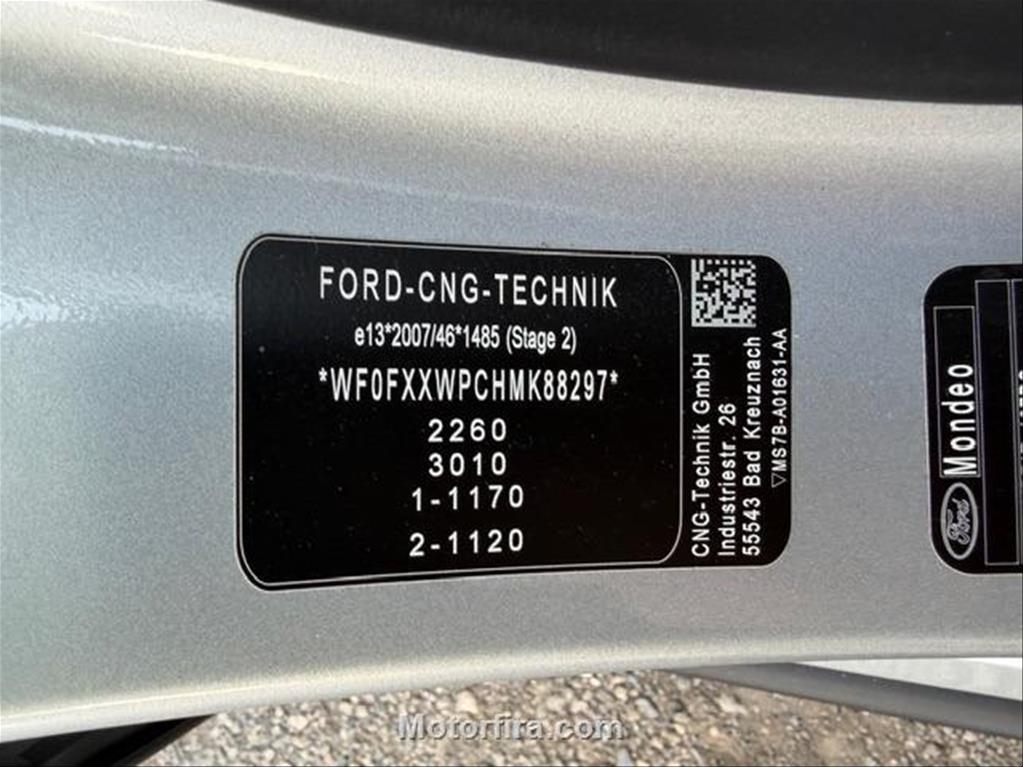 FORD-CNG-TECHNIK
e13*2007/46*1485 (Stage 2)
*WF0FXXWPCHMK88297*
2260
3010
1-1170
2-1120
CNG-Technik GmbH
Industriestr. 26
55543 Bad Kreuznach
▽MS7B-A01631-AA
Mondeo
Ford
Motorfira.com